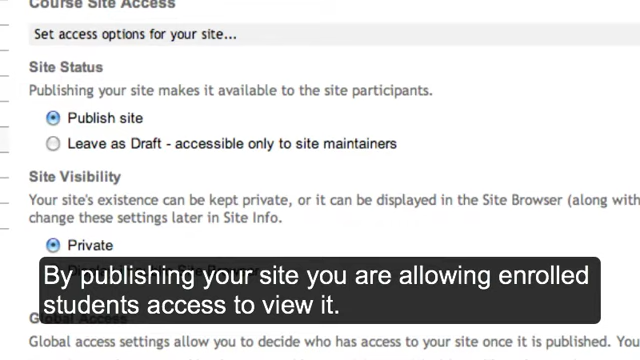 Course Site Access
Set access options for your site...
Site Status
Publishing your site makes it available to the site participants.
Publish site
Leave as Draft - accessible only to site maintainers
Site Visibility
Your site's existence can be kept private, or it can be displayed in the Site Browser (along with
change these settings later in Site Info.
Private
By publishing your site you are allowing enrolled
students access to view it.
Global Access
Global access settings allow you to decide who has access to your site once it is published. You